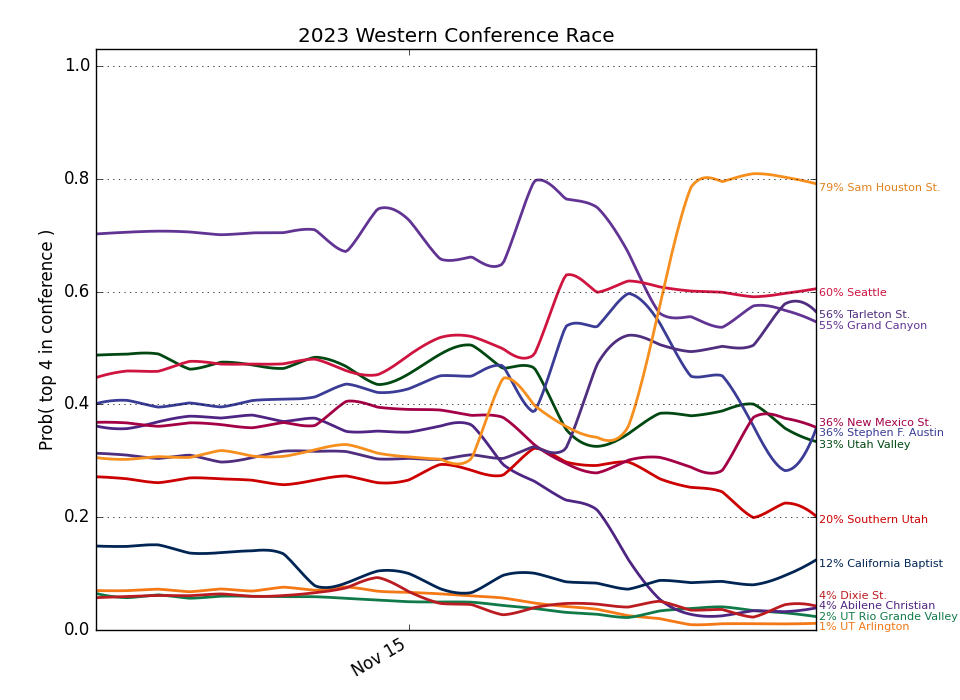 2023 Western Conference Race
Prob( top 4 in conference )
1.0
0.8
0.6
0.4
0.2
0.0
Nov 15
79% Sam Houston St.
60% Seattle
56% Tarleton St.
55% Grand Canyon
36% New Mexico St.
36% Stephen F. Austin
33% Utah Valley
20% Southern Utah
12% California Baptist
4% Dixie St.
4% Abilene Christian
2% UT Rio Grande Valley
1% UT Arlington